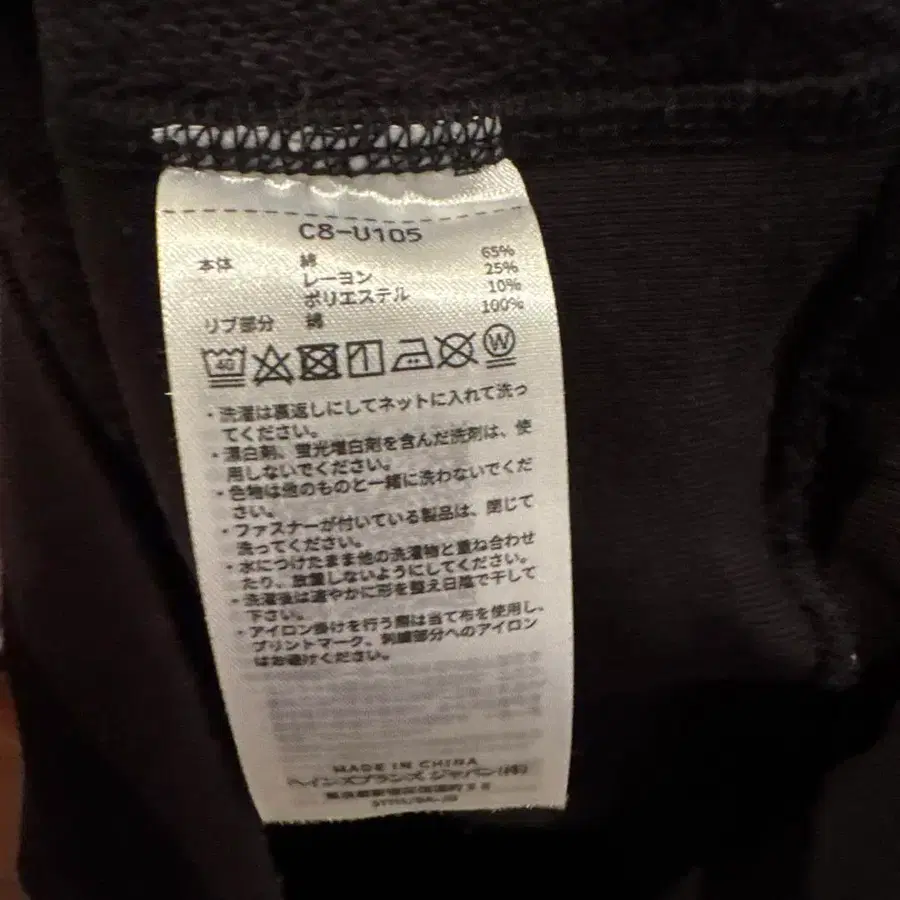 C8-U105
本体 綿 65%
レーヨン 25%
ポリエステル 10%
リブ部分 綿 100%
40 W
・洗濯は裏返しにしてネットに入れて洗っ
てください。
・漂白剤、蛍光増白剤を含んだ洗剤は、使
用しないでください。
・色物は他のものと一緒に洗わないでくだ
さい。
・ファスナーが付いている製品は、閉じて
洗ってください。
・水につけたまま他の洗濯物と重ね合わせ
たり、放置しないようにしてください。
・洗濯後は速やかに形を整え日陰で干して
下さい。
・アイロン掛けを行う際は当て布を使用し、
プリントマーク、刺繍部分へのアイロン
はお避けください。
MADE IN CHINA
ヘインズブランズ ジャパン(株)